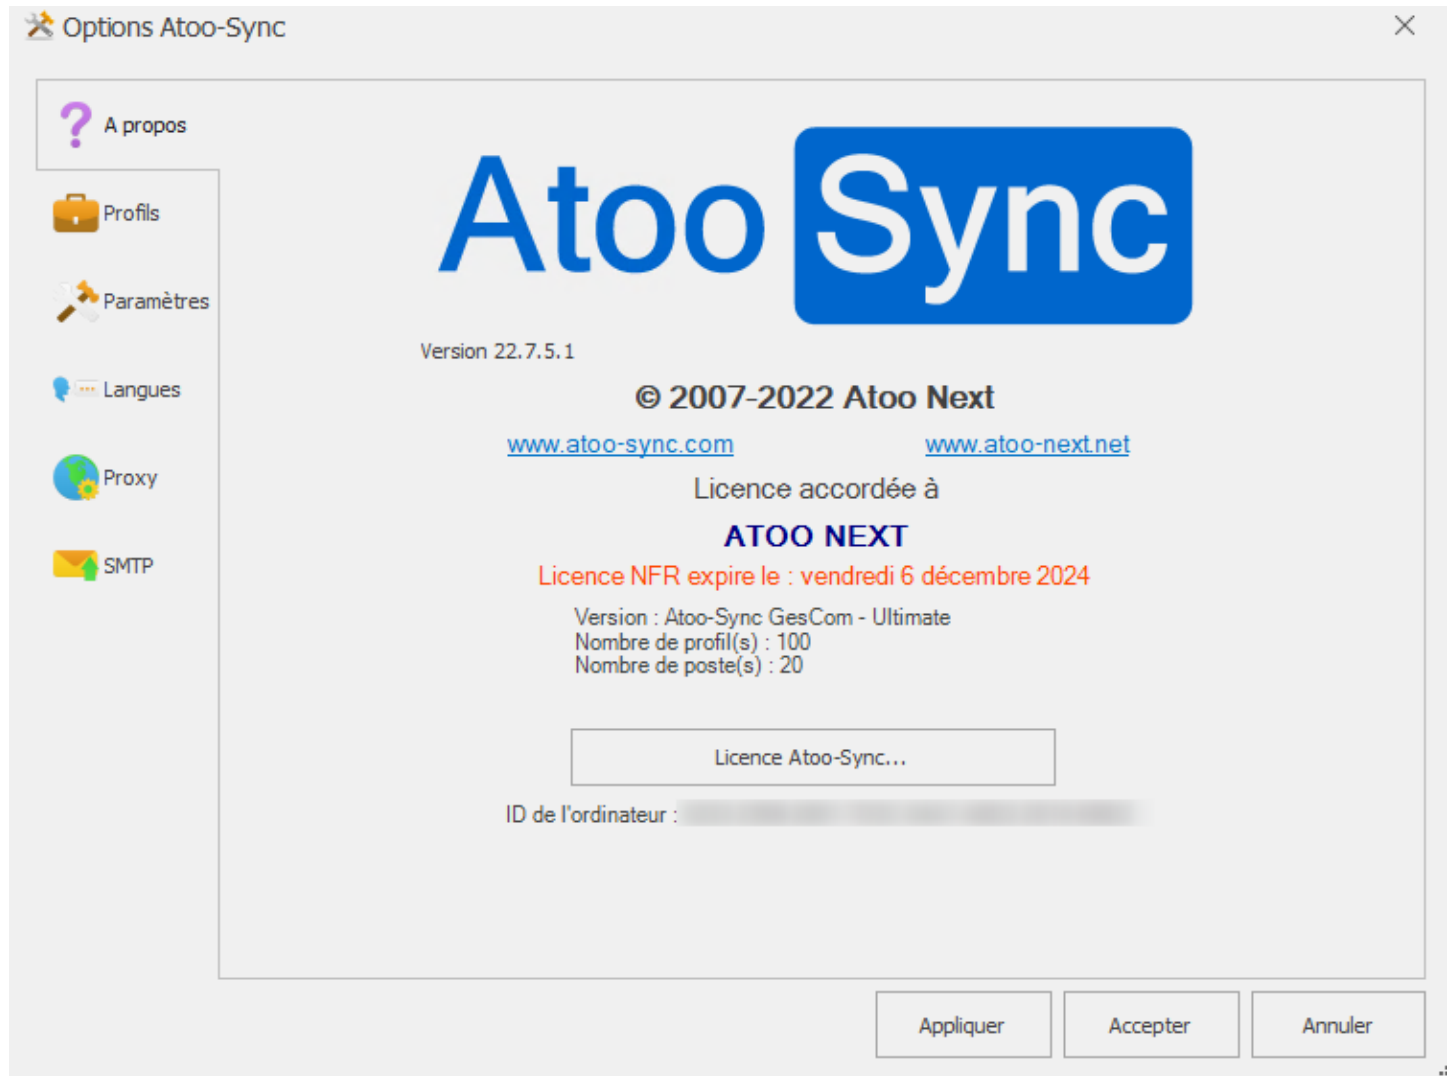 Options Atoo-Sync
A propos
Profils
Paramètres
Langues
Proxy
SMTP
Atoo Sync
Version 22.7.5.1
© 2007-2022 Atoo Next
www.atoo-sync.com www.atoo-next.net
Licence accordée à
ATOO NEXT
Licence NFR expire le : vendredi 6 décembre 2024
Version : Atoo-Sync GesCom - Ultimate
Nombre de profil(s) : 100
Nombre de poste(s) : 20
Licence Atoo-Sync...
ID de l'ordinateur :
Appliquer Accepter Annuler